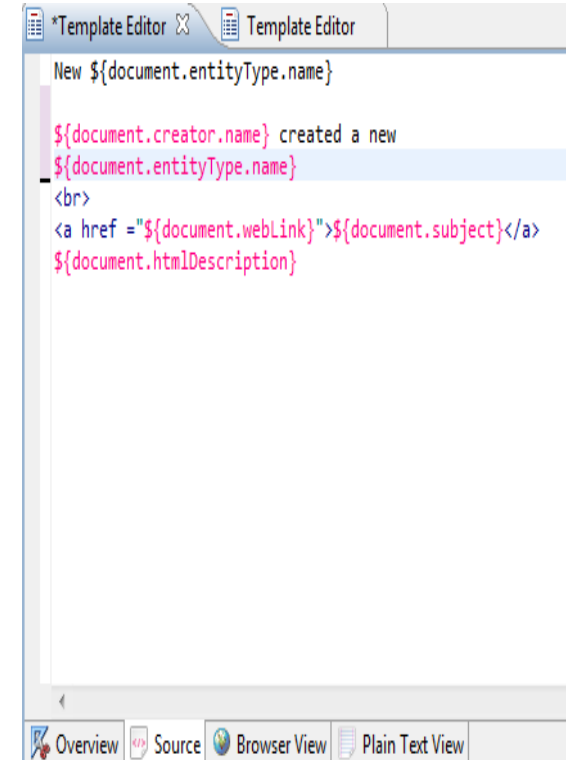 *Template Editor Template Editor
New ${document.entityType.name}
${document.creator.name} created a new
${document.entityType.name}
<br>
<a href ="${document.webLink}">${document.subject}</a>
${document.htmlDescription}
Overview Source Browser View Plain Text View